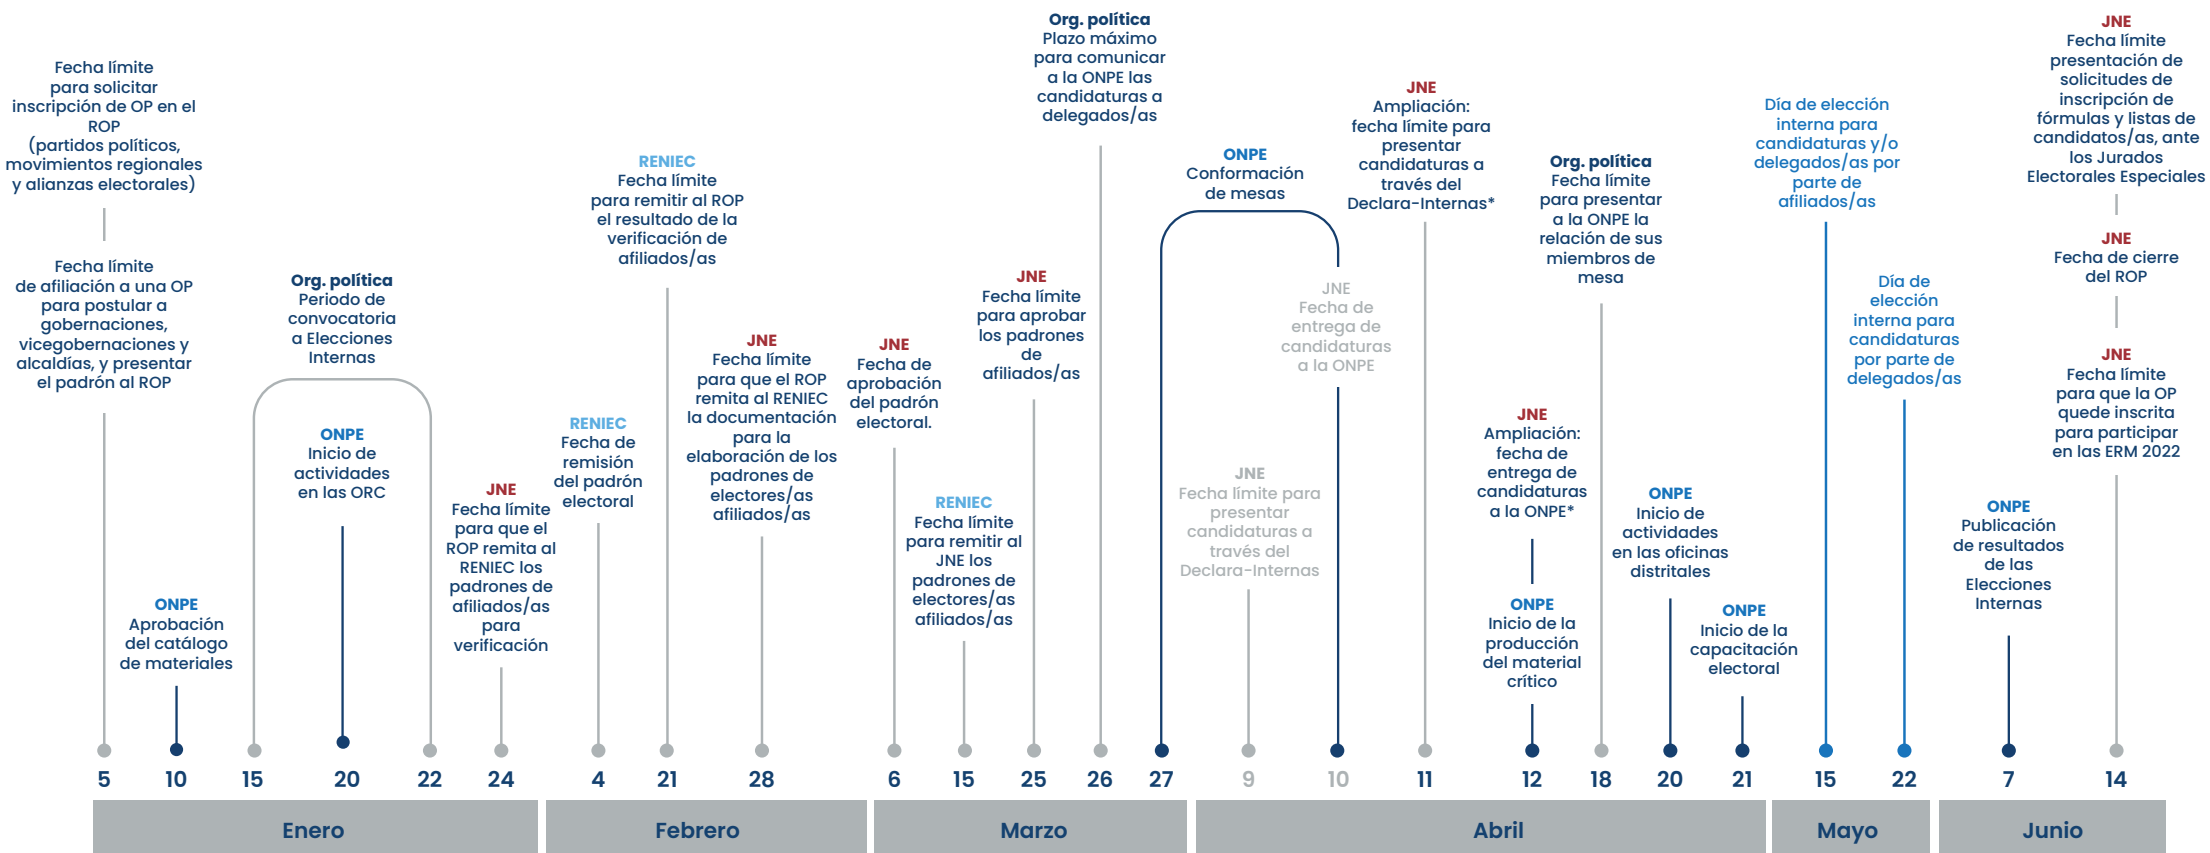 Fecha límite
para solicitar
inscripción de OP en el
ROP
(partidos políticos,
movimientos regionales
y alianzas electorales)
Fecha límite
de afiliación a una OP
para postular a
gobernaciones,
vicegobernaciones y
alcaldías, y presentar
el padrón al ROP
ONPE
Aprobación
del catálogo
de materiales
Org. política
Periodo de
convocatoria
a Elecciones
Internas
ONPE
Inicio de
actividades
en las ORC
JNE
Fecha límite
para que el
ROP remita al
RENIEC los
padrones de
afiliados/as
para
verificación
RENIEC
Fecha de
remisión
del padrón
electoral
RENIEC
Fecha límite
para remitir al ROP
el resultado de la
verificación de
afiliados/as
JNE
Fecha límite
para que el ROP
remita al RENIEC
la documentación
para la
elaboración de los
padrones de
electores/as
afiliados/as
JNE
Fecha de
aprobación
del padrón
electoral.
RENIEC
Fecha límite
para remitir al
JNE los
padrones de
electores/as
afiliados/as
JNE
Fecha límite
para aprobar
los padrones
de
afiliados/as
Org. política
Plazo máximo
para comunicar
a la ONPE las
candidaturas a
delegados/as
ONPE
Conformación
de mesas
JNE
Fecha límite para
presentar
candidaturas a
través del
Declara-Internas
JNE
Fecha de
entrega de
candidaturas
a la ONPE
JNE
Ampliación:
fecha límite para
presentar
candidaturas a
través del
Declara-Internas*
JNE
Ampliación:
fecha de
entrega de
candidaturas
a la ONPE*
ONPE
Inicio de la
producción
del material
crítico
Org. política
Fecha límite
para presentar
a la ONPE la
relación de sus
miembros de
mesa
ONPE
Inicio de
actividades
en las oficinas
distritales
ONPE
Inicio de la
capacitación
electoral
Día de elección
interna para
candidaturas y/o
delegados/as por
parte de
afiliados/as
Día de
elección
interna para
candidaturas
por parte de
delegados/as
ONPE
Publicación
de resultados
de las
Elecciones
Internas
JNE
Fecha límite
presentación de
solicitudes de
inscripción de
fórmulas y listas de
candidatos/as, ante
los Jurados
Electorales Especiales
JNE
Fecha de cierre
del ROP
JNE
Fecha límite
para que la OP
quede inscrita
para participar
en las ERM 2022
5 10 15 20 22 24 4 21 28 6 15 25 26 27 9 10 11 12 18 20 21 15 22 7 14
Enero Febrero Marzo Abril Mayo Junio